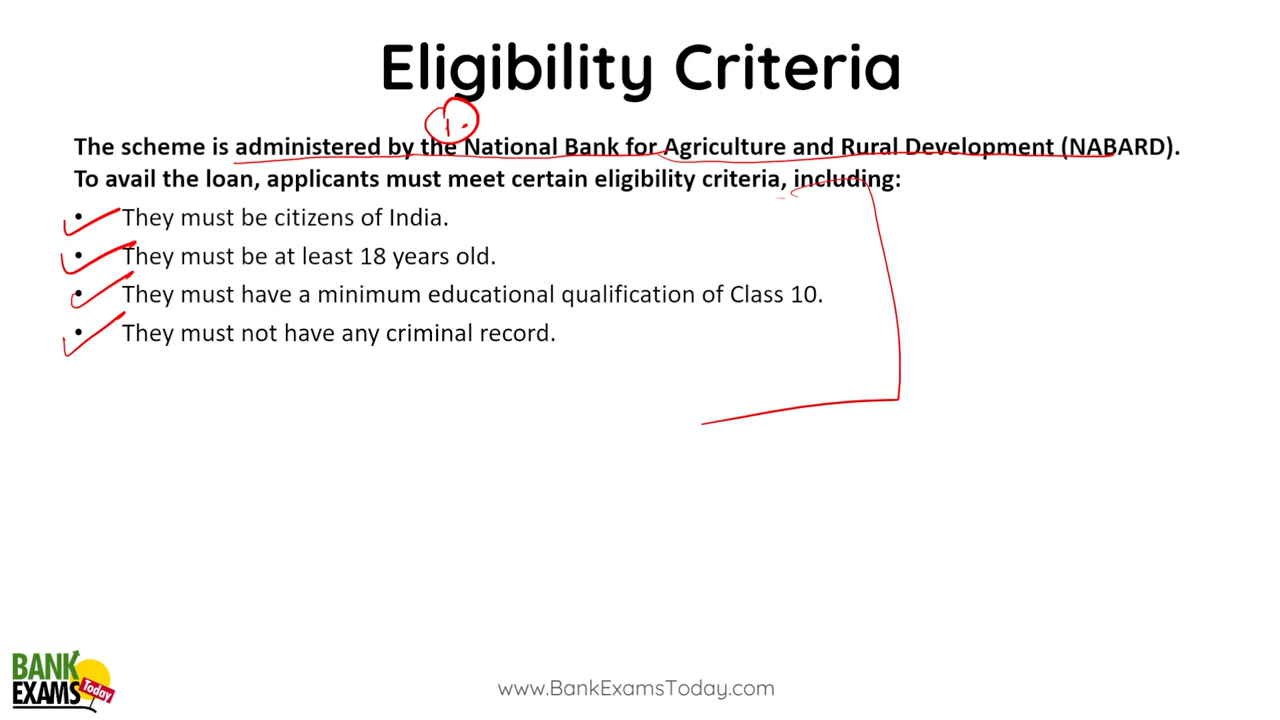 Eligibility Criteria
1.
The scheme is administered by the National Bank for Agriculture and Rural Development (NABARD).
To avail the loan, applicants must meet certain eligibility criteria, including:
• They must be citizens of India.
• They must be at least 18 years old.
• They must have a minimum educational qualification of Class 10.
• They must not have any criminal record.
BANK
EXAMS Today
www.BankExamsToday.com